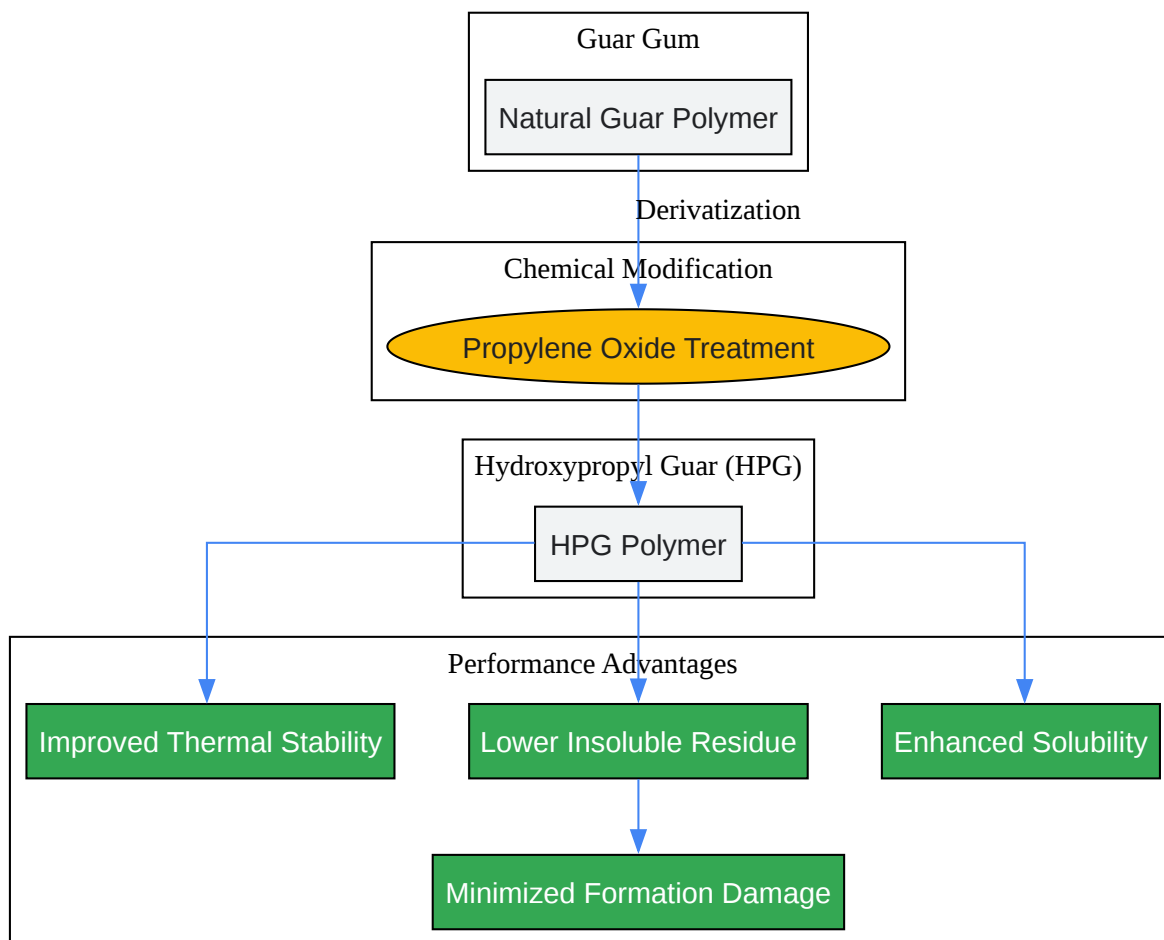 Guar Gum
Natural Guar Polymer
Derivatization
Chemical Modification
Propylene Oxide Treatment
Hydroxypropyl Guar (HPG)
HPG Polymer
Performance Advantages
Improved Thermal Stability
Lower Insoluble Residue
Enhanced Solubility
Minimized Formation Damage